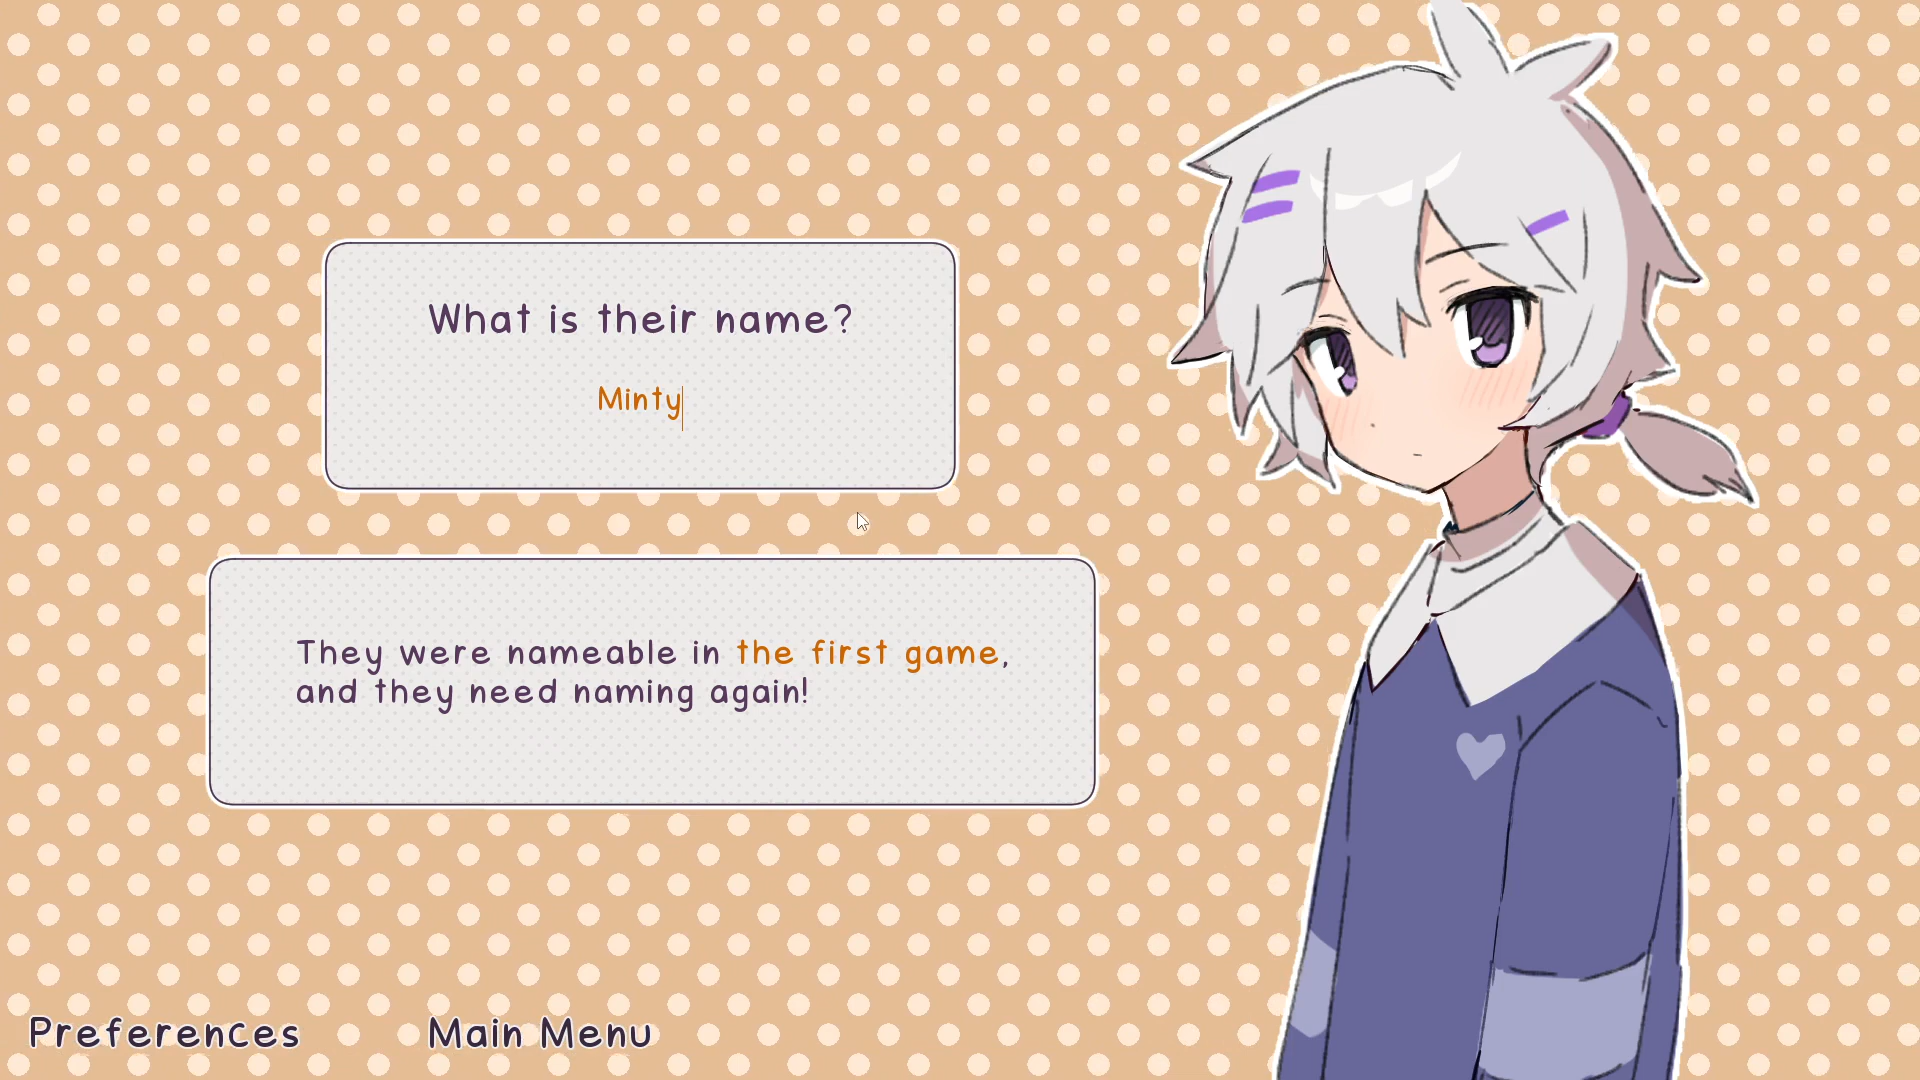 What is their name?
Minty
They were nameable in the first game,
and they need naming again!
Preferences
Main Menu